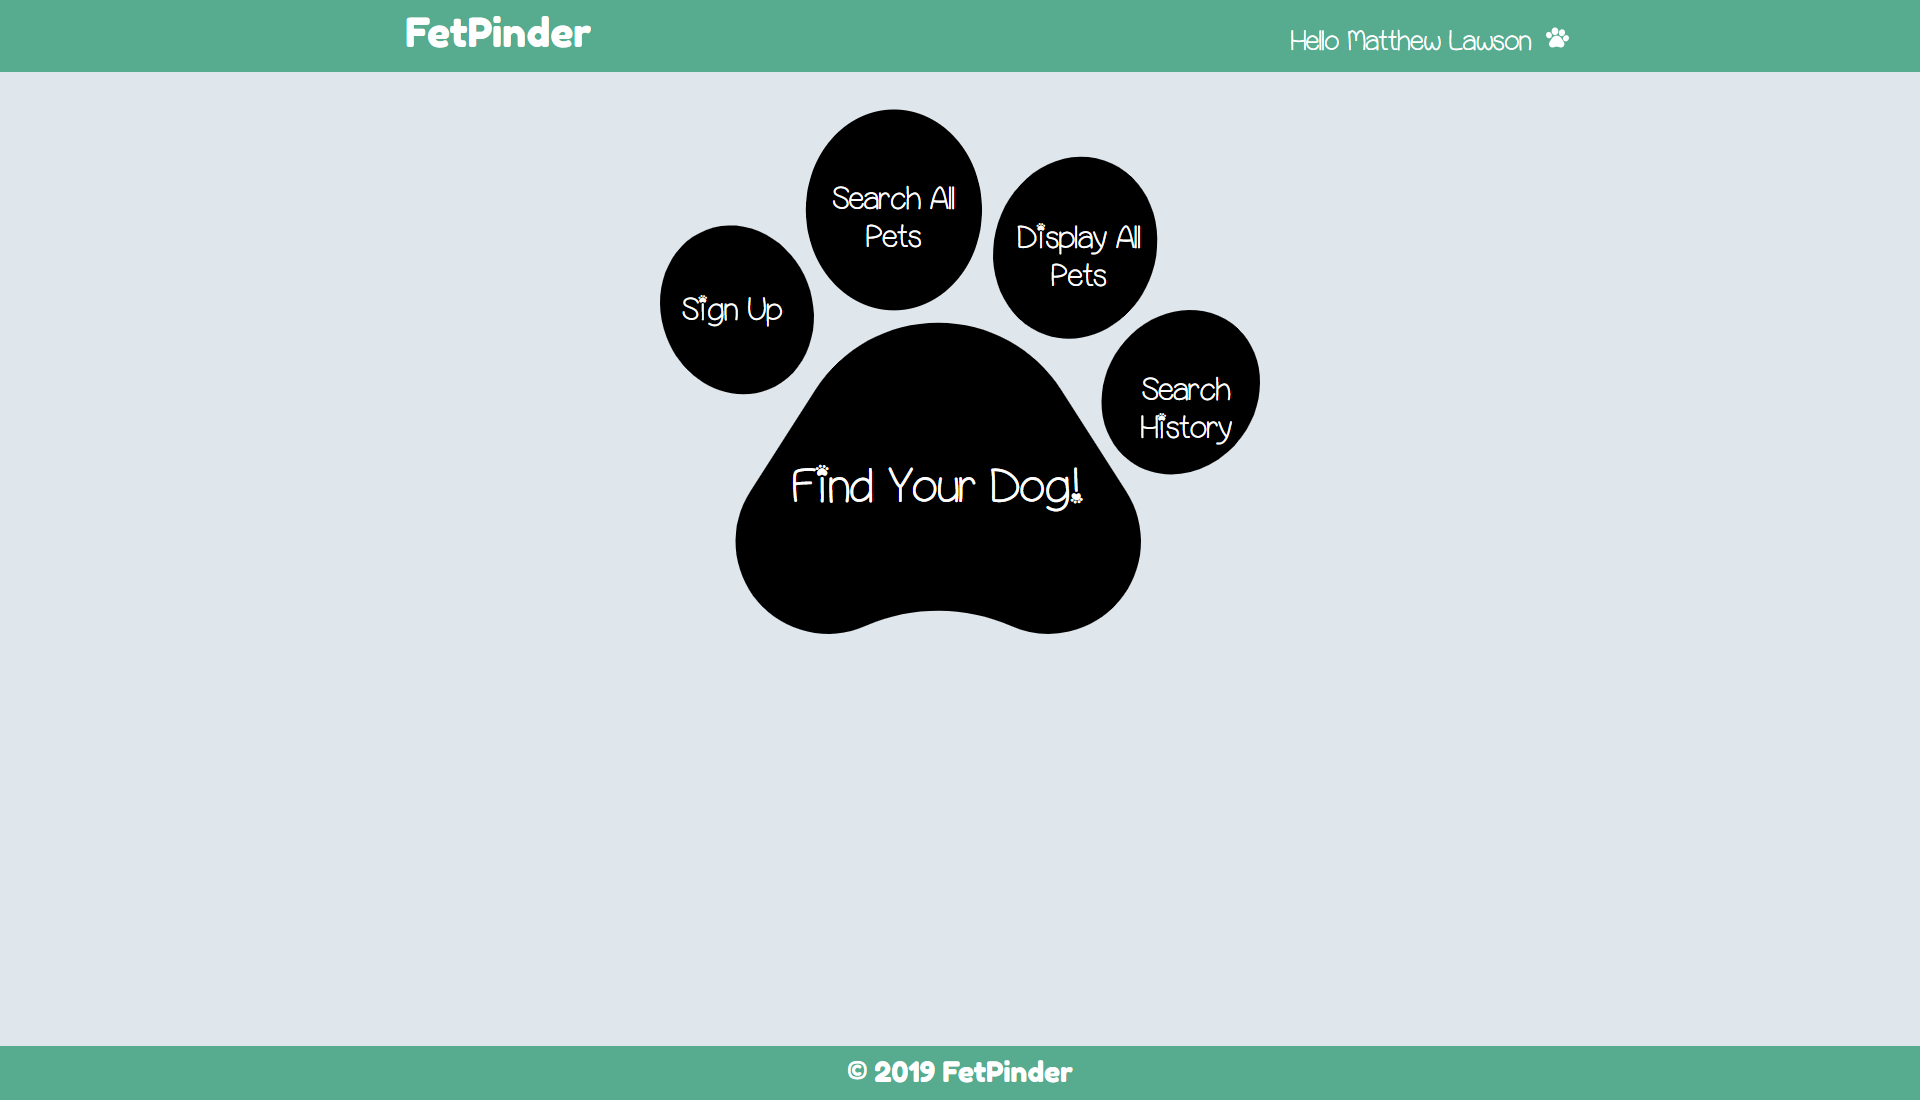 FetPinder
Hello Matthew Lawson
Search All
Pets
Display All
Pets
Sign Up
Search
History
Find Your Dog!
© 2019 FetPinder